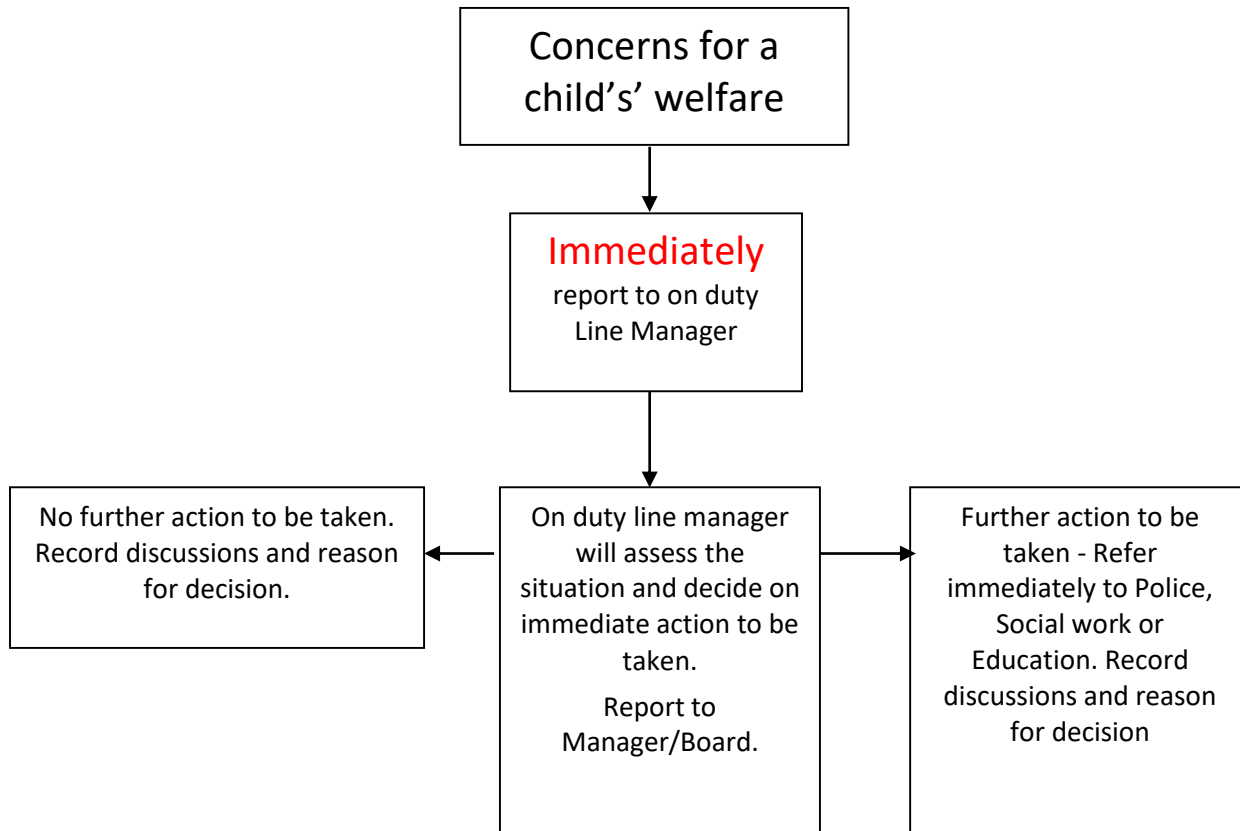 Concerns for a
child's' welfare
Immediately
report to on duty
Line Manager
No further action to be taken.
Record discussions and reason
for decision.
On duty line manager
will assess the
situation and decide on
immediate action to be
taken.
Report to
Manager/Board.
Further action to be
taken - Refer
immediately to Police,
Social work or
Education. Record
discussions and reason
for decision